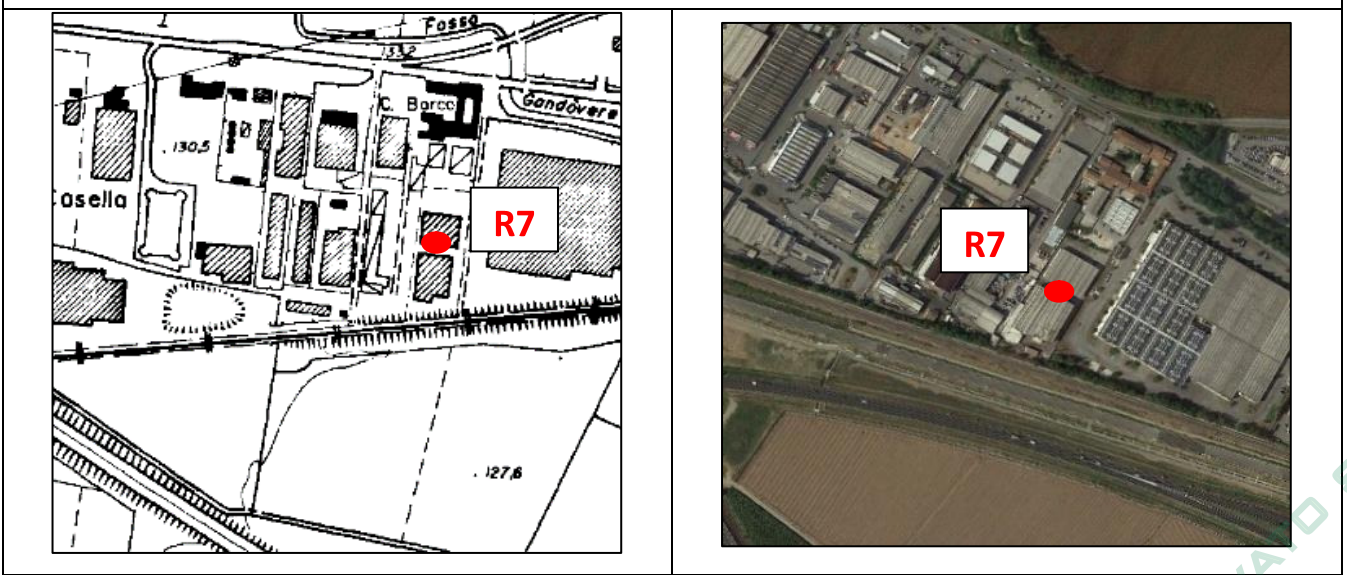 Fosso
133,2
C. Barco
Gandovere
130,5
Casella
R7
127,6
R7